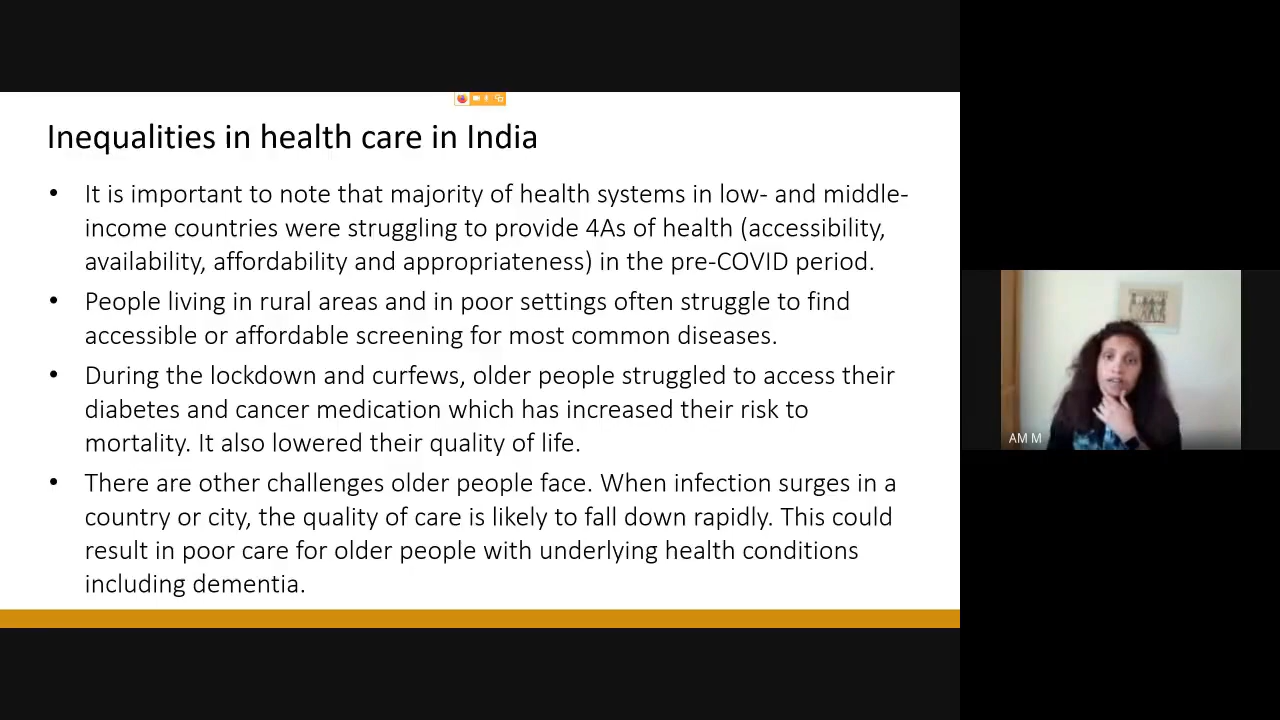 Inequalities in health care in India
• It is important to note that majority of health systems in low- and middle-
income countries were struggling to provide 4As of health (accessibility,
availability, affordability and appropriateness) in the pre-COVID period.
• People living in rural areas and in poor settings often struggle to find
accessible or affordable screening for most common diseases.
• During the lockdown and curfews, older people struggled to access their
diabetes and cancer medication which has increased their risk to
mortality. It also lowered their quality of life.
• There are other challenges older people face. When infection surges in a
country or city, the quality of care is likely to fall down rapidly. This could
result in poor care for older people with underlying health conditions
including dementia.
AM M